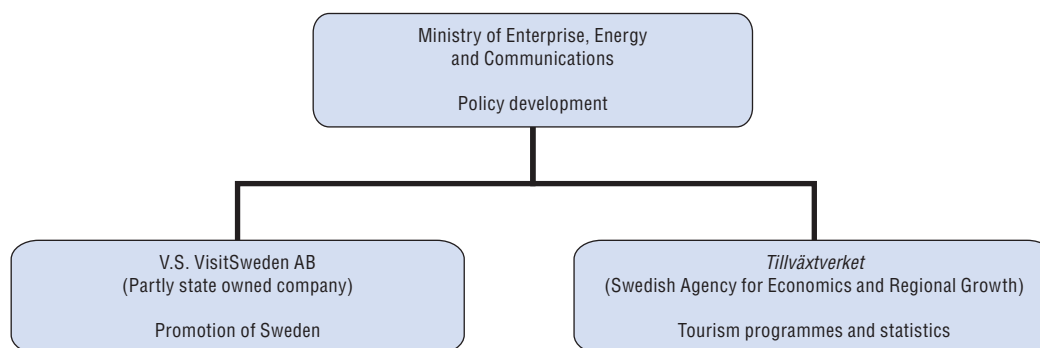 Ministry of Enterprise, Energy
and Communications
Policy development
V.S. VisitSweden AB
(Partly state owned company)
Promotion of Sweden
Tillväxtverket
(Swedish Agency for Economics and Regional Growth)
Tourism programmes and statistics